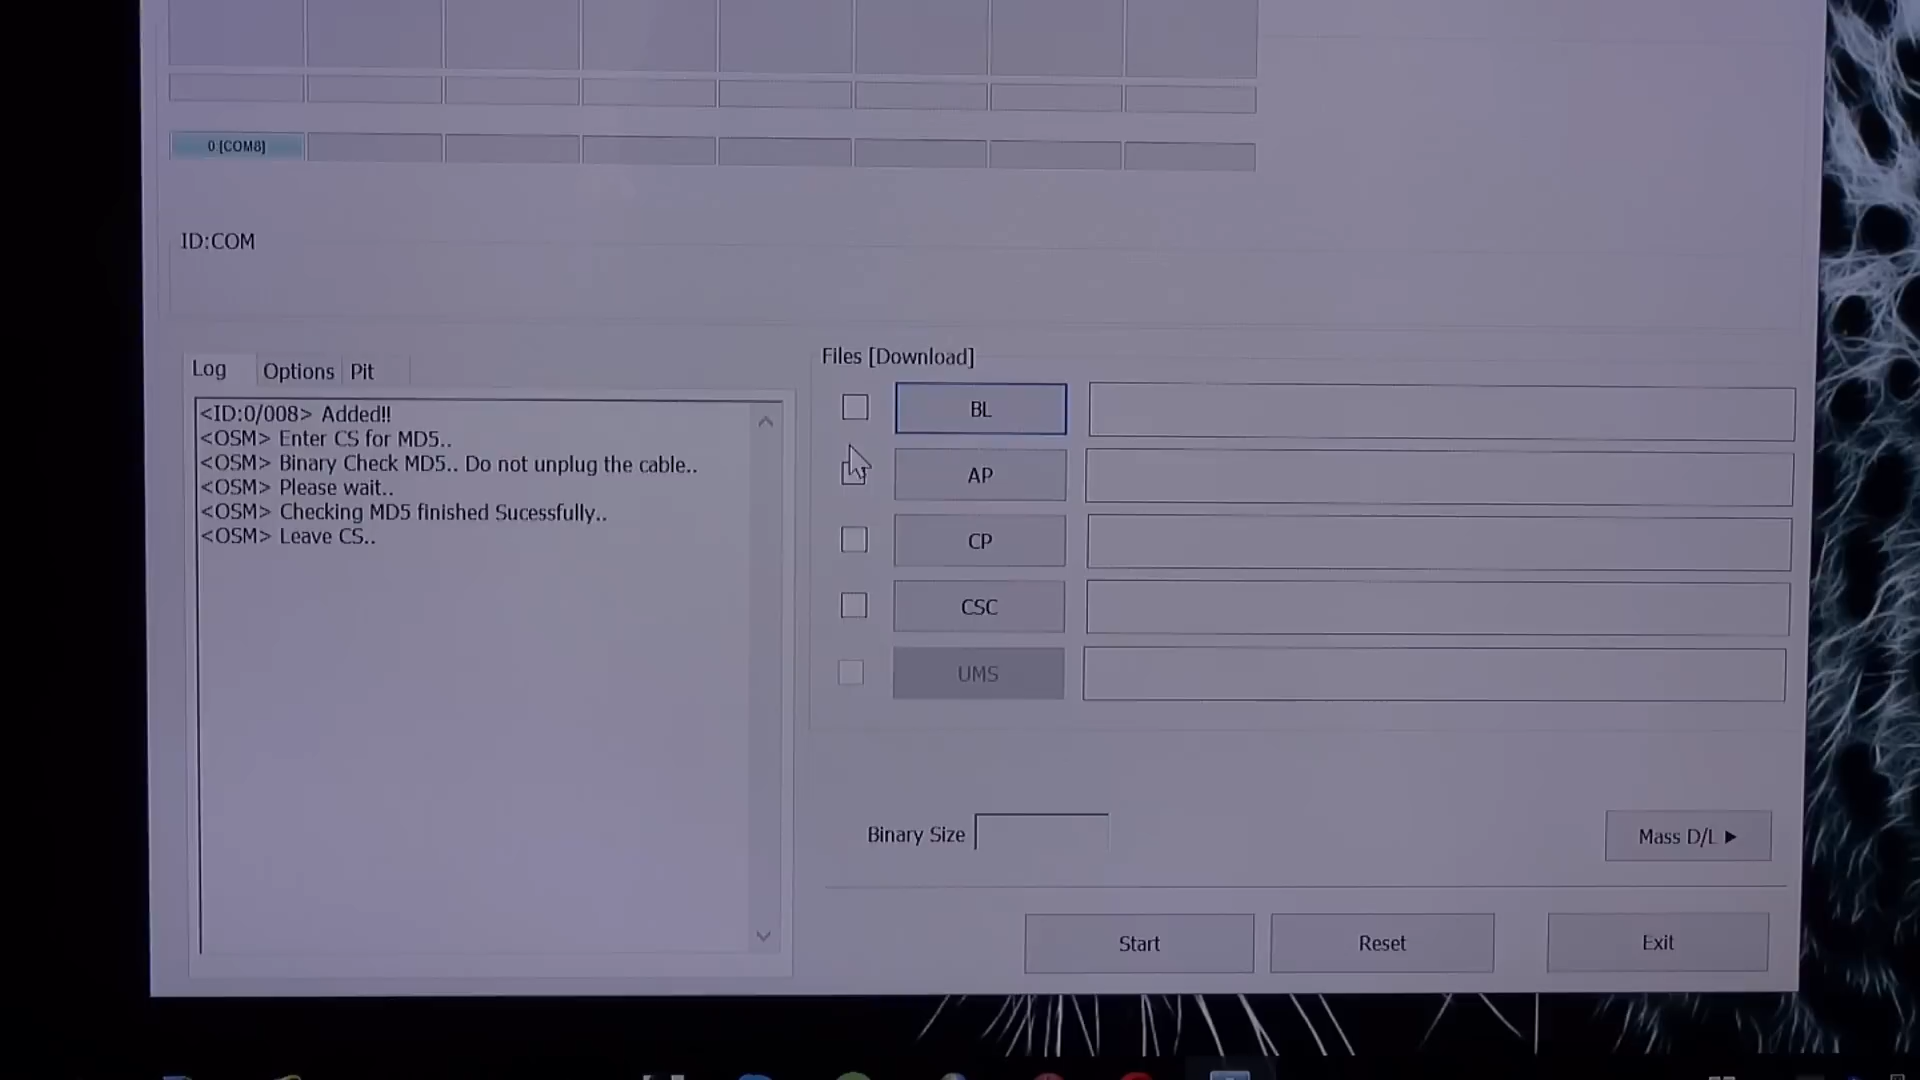 0:[COM8]
ID:COM
Log
Options
Pit
<ID:0/008> Added!!
<OSM> Enter CS for MD5..
<OSM> Binary Check MD5.. Do not unplug the cable..
<OSM> Please wait..
<OSM> Checking MD5 finished Sucessfully..
<OSM> Leave CS..
Files [Download]
BL
AP
CP
CSC
UMS
Binary Size
Mass D/L ►
Start
Reset
Exit